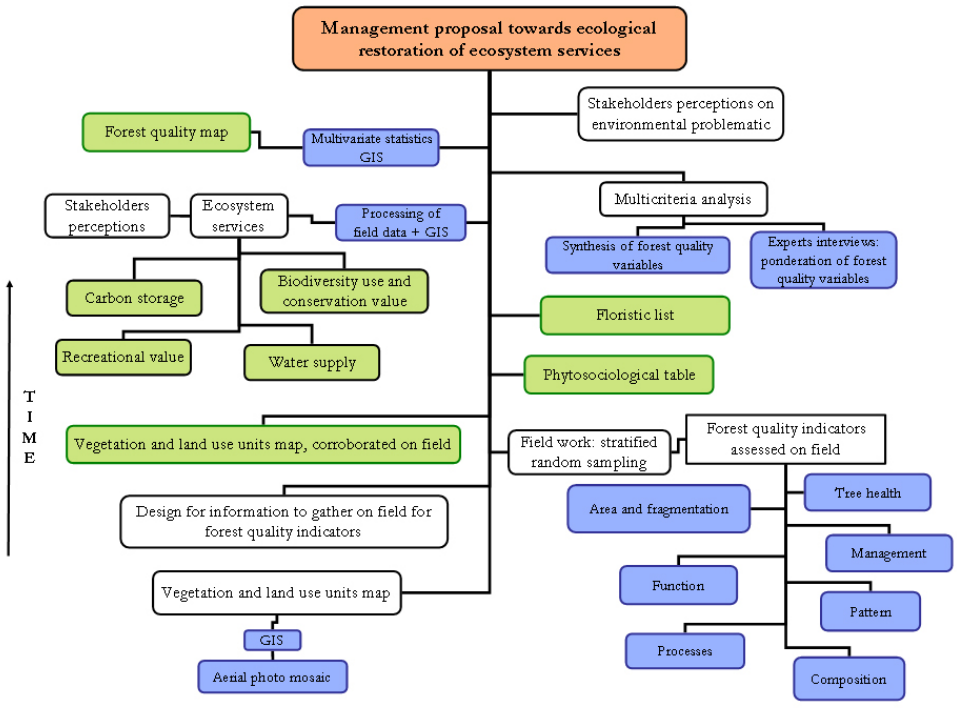 Management proposal towards ecological
restoration of ecosystem services
Stakeholders perceptions on
environmental problematic
Forest quality map
Multivariate statistics
GIS
Multicriteria analysis
Stakeholders
perceptions
Ecosystem
services
Processing of
field data + GIS
Synthesis of forest quality
variables
Experts interviews:
ponderation of forest
quality variables
Carbon storage
Biodiversity use and
conservation value
Floristic list
Recreational value
Water supply
Phytosociological table
T
I
M
E
Vegetation and land use units map, corroborated on field
Field work: stratified
random sampling
Forest quality indicators
assessed on field
Tree health
Area and fragmentation
Design for information to gather on field for
forest quality indicators
Management
Function
Vegetation and land use units map
Pattern
GIS
Processes
Aerial photo mosaic
Composition